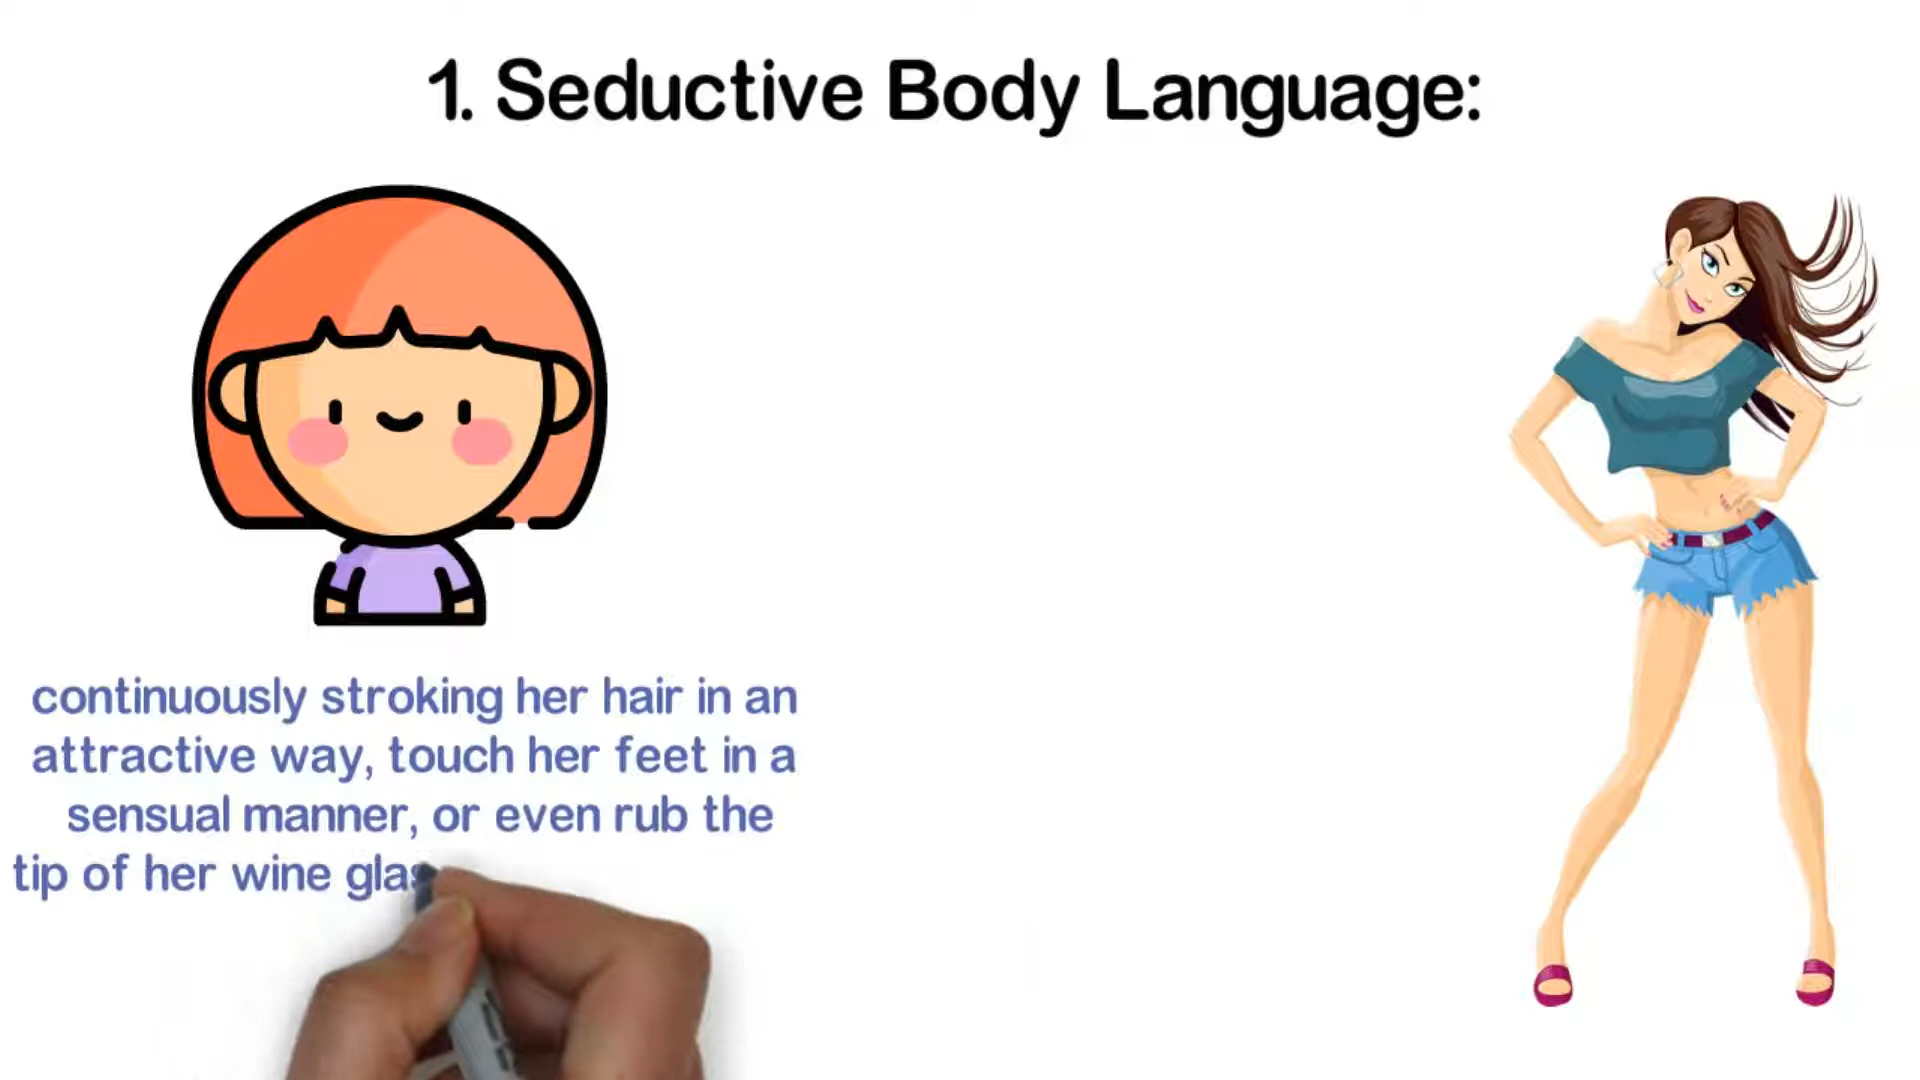 1. Seductive Body Language:
continuously stroking her hair in an
attractive way, touch her feet in a
sensual manner, or even rub the
tip of her wine